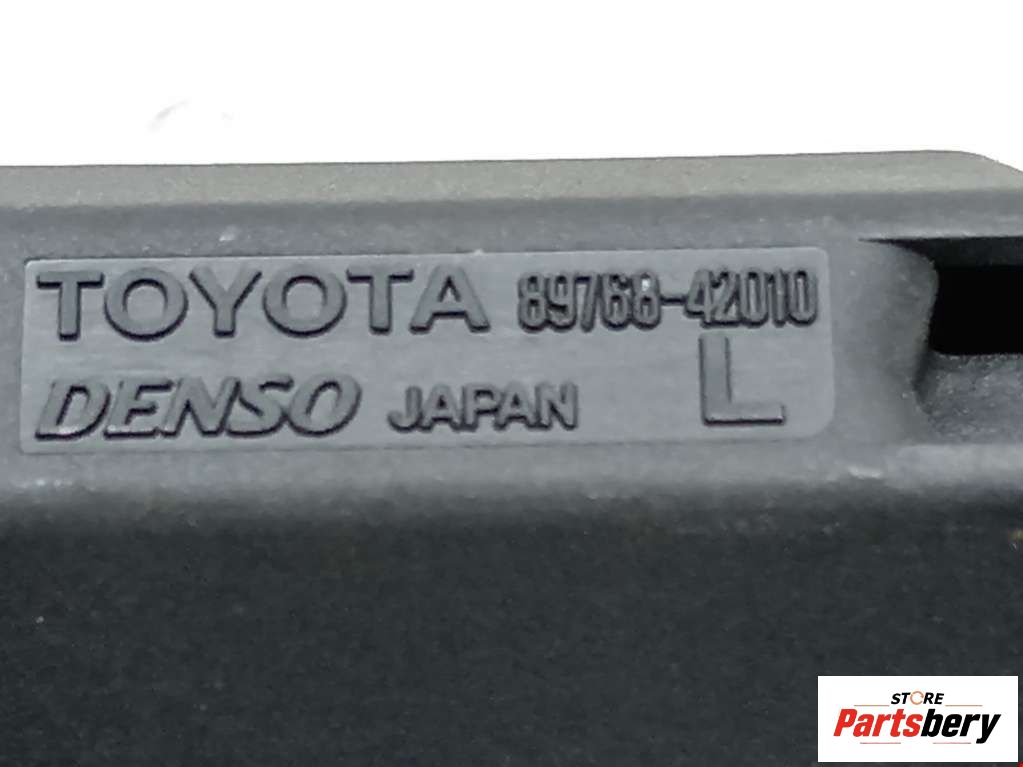 TOYOTA 89768-42010
DENSO JAPAN L
STORE
Partsbery